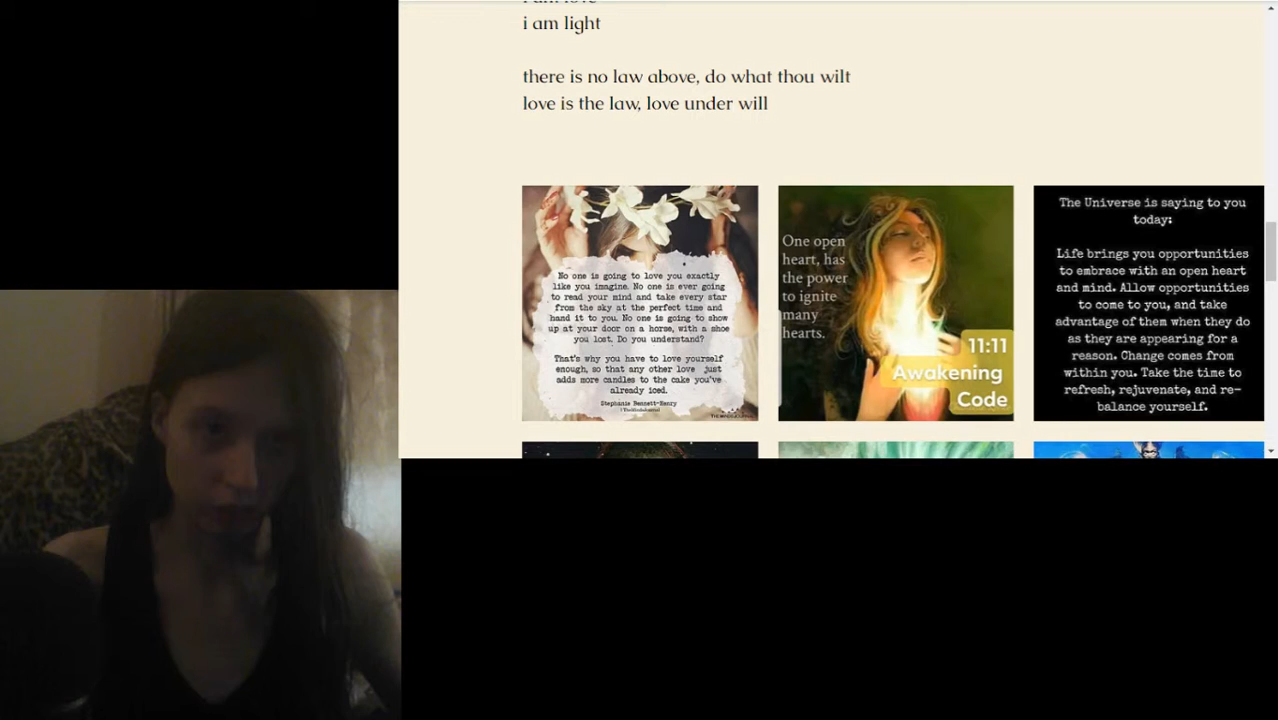 i am love
i am light
there is no law above, do what thou wilt
love is the law, love under will
No one is going to love you exactly
like you imagine. No one is ever going
to read your mind and take every star
from the sky at the perfect time and
hand it to you. No one is going to show
up at your door on a horse, with a shoe
you lost. Do you understand?
That's why you have to love yourself
enough, so that any other love just
adds more candles to the cake you've
already iced.
Stephanie Bennett-Henry
One open
heart, has
the power
to ignite
many
hearts.
11:11
Awakening
Code
The Universe is saying to you
today:
Life brings you opportunities
to embrace with an open heart
and mind. Allow opportunities
to come to you, and take
advantage of them when they do
as they are appearing for a
reason. Change comes from
within you. Take the time to
refresh, rejuvenate, and re-
balance yourself.